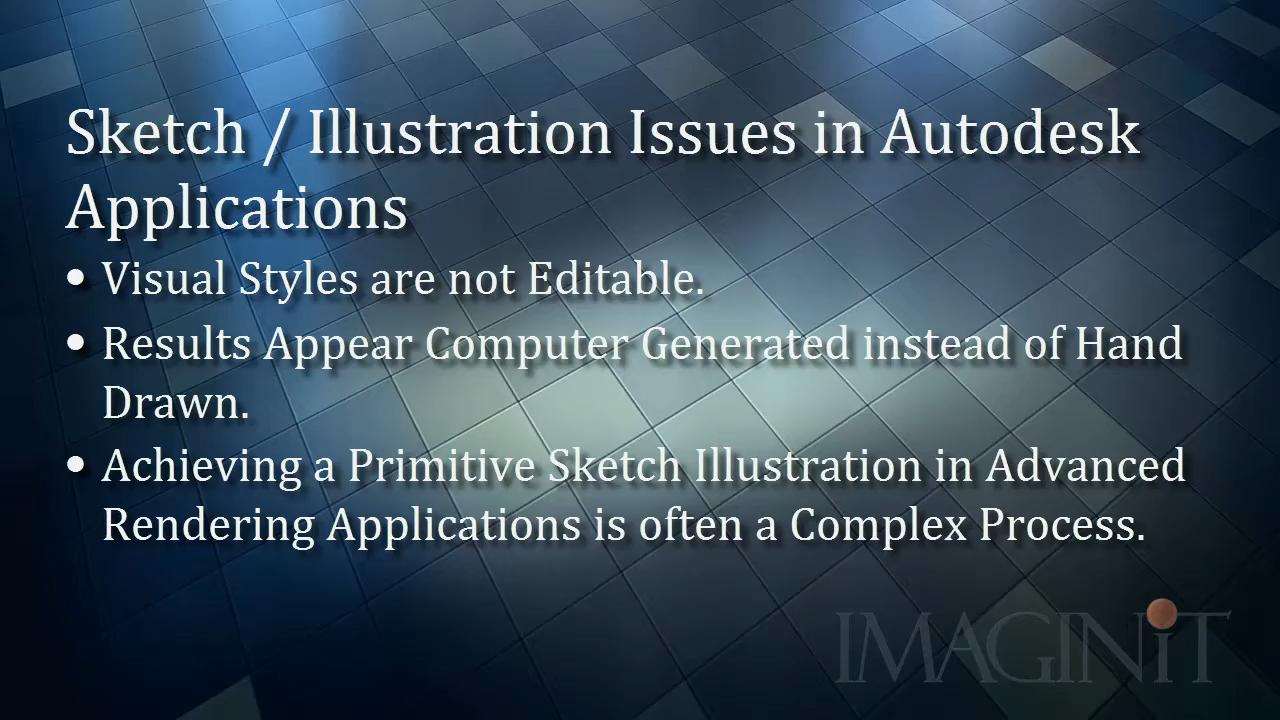 Sketch / Illustration Issues in Autodesk
Applications
• Visual Styles are not Editable.
• Results Appear Computer Generated instead of Hand
Drawn.
• Achieving a Primitive Sketch Illustration in Advanced
Rendering Applications is often a Complex Process.
IMAGINiT